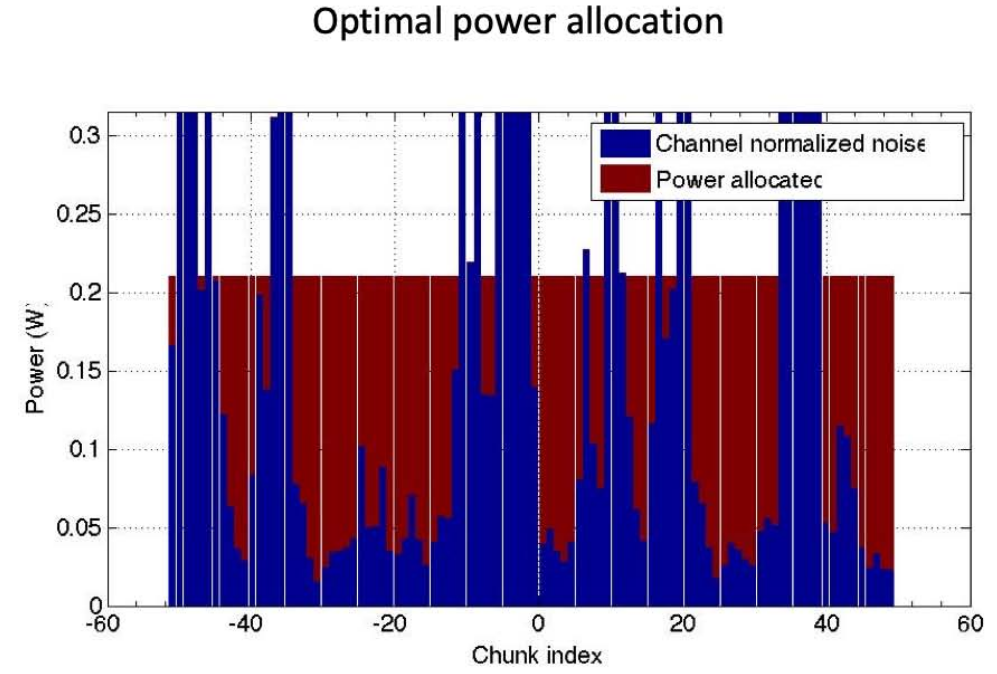 Optimal power allocation
0.3
0.25
0.2
0.15
0.1
0.05
0
Power (W)
Channel normalized noise
Power allocated
-60 -40 -20 0 20 40 60
Chunk index